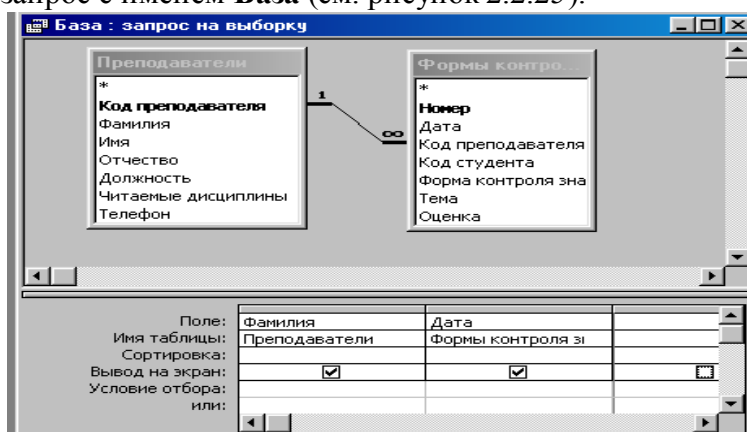 запрос с именем База (см. рисунок 2.2.25).
База : запрос на выборку
Преподаватели
*
Код преподавателя
Фамилия
Имя
Отчество
Должность
Читаемые дисциплины
Телефон
1
∞
Формы контро...
*
Номер
Дата
Код преподавателя
Код студента
Форма контроля зна
Тема
Оценка
Поле: Фамилия Дата
Имя таблицы: Преподаватели Формы контроля зı
Сортировка:
Вывод на экран:
Условие отбора:
или: